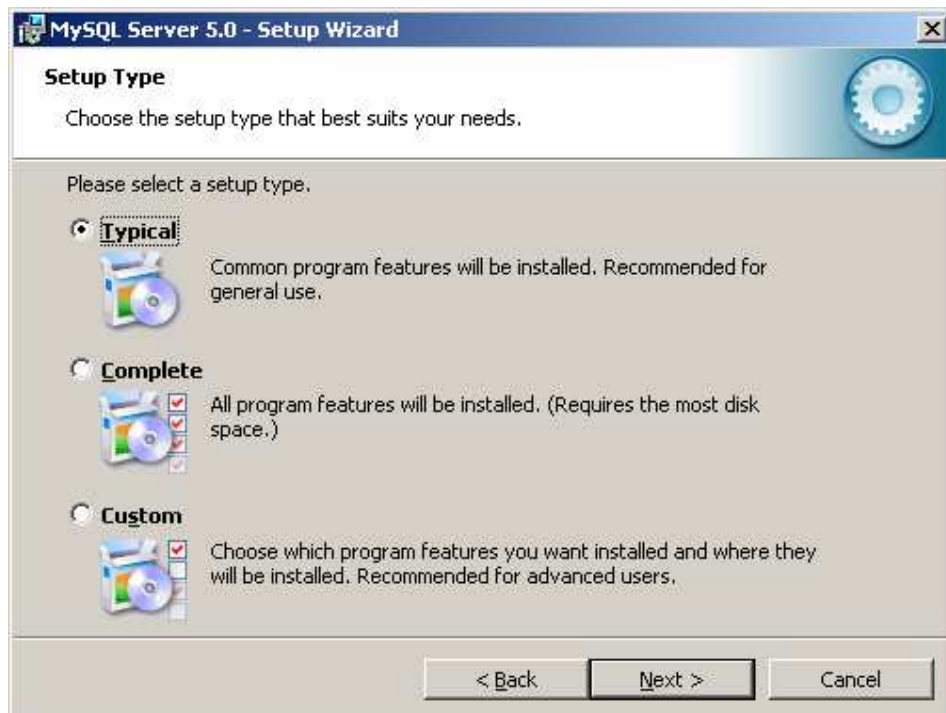 MySQL Server 5.0 - Setup Wizard
Setup Type
Choose the setup type that best suits your needs.
Please select a setup type.
Typical
Common program features will be installed. Recommended for
general use.
Complete
All program features will be installed. (Requires the most disk
space.)
Custom
Choose which program features you want installed and where they
will be installed. Recommended for advanced users.
< Back
Next >
Cancel